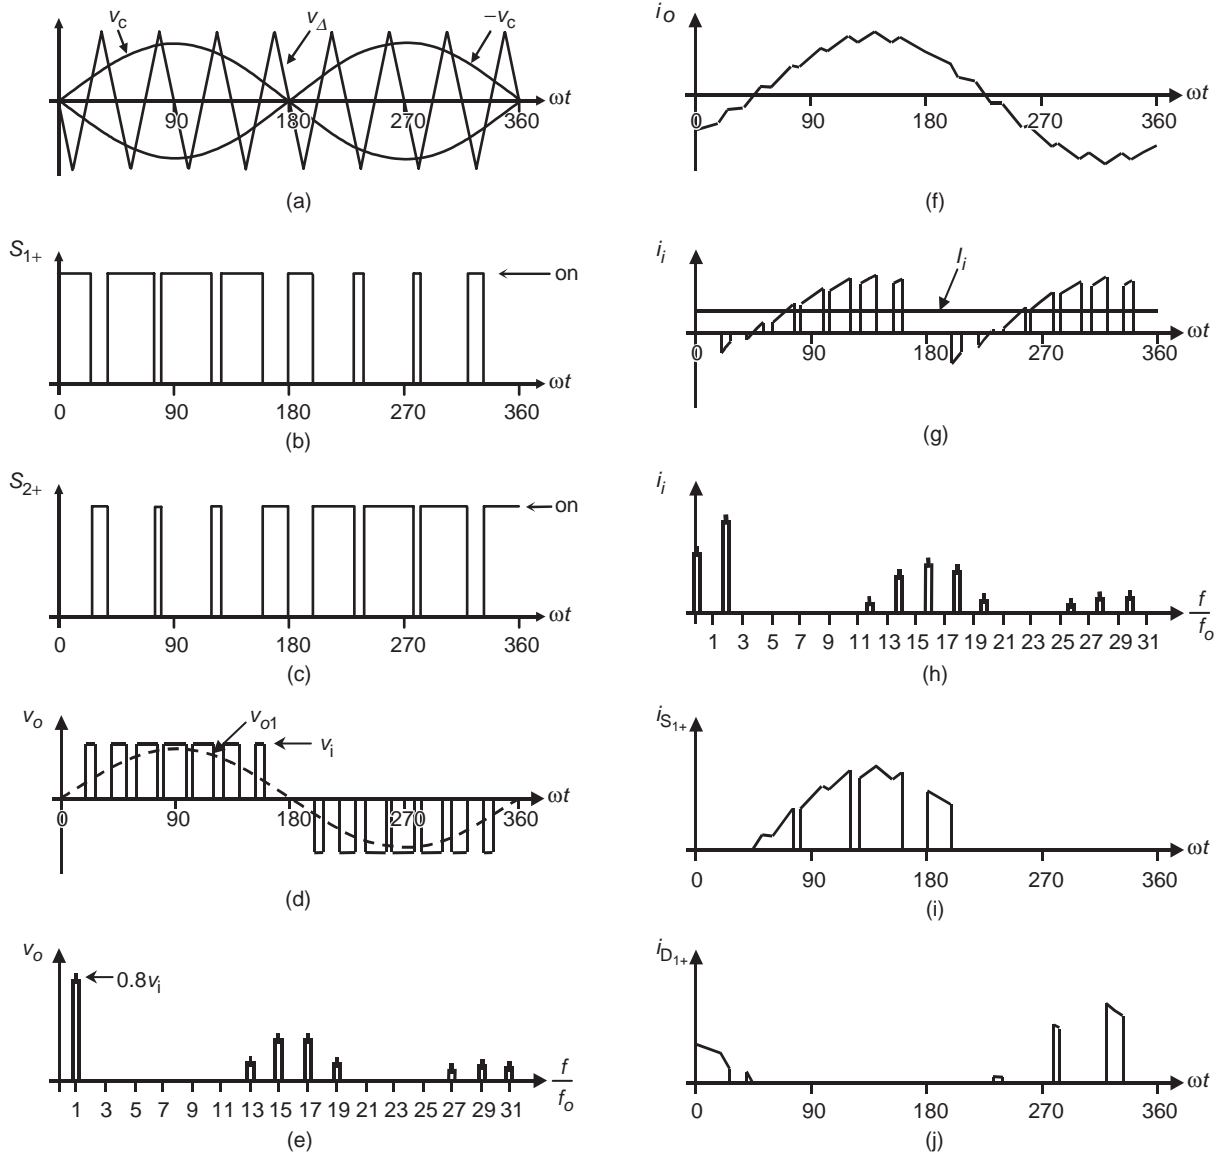 v_c v_Δ −v_c
ωt
90 180 270 360
(a)
S_1+
on
ωt
0 90 180 270 360
(b)
S_2+
on
ωt
0 90 180 270 360
(c)
v_o v_o1 v_i
ωt
0 90 180 270 360
(d)
v_o
0.8v_i
f/f_o
1 3 5 7 9 11 13 15 17 19 21 23 25 27 29 31
(e)
i_o
ωt
0 90 180 270 360
(f)
i_i I_i
ωt
0 90 180 270 360
(g)
i_i
f/f_o
1 3 5 7 9 11 13 15 17 19 21 23 25 27 29 31
(h)
i_S1+
ωt
0 90 180 270 360
(i)
i_D1+
ωt
0 90 180 270 360
(j)